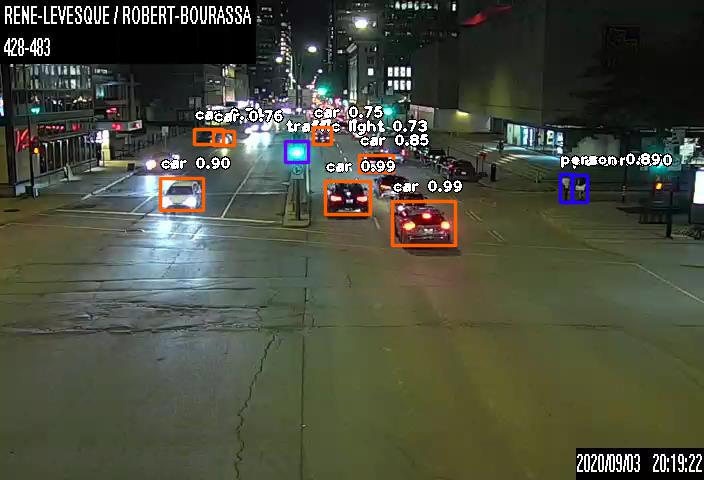 RENE-LEVESQUE / ROBERT-BOURASSA
428-483
car 0.76
car 0.75
traffic light 0.73
car 0.85
car 0.90
car 0.99
car 0.99
person 0.890
2020/09/03 20:19:22